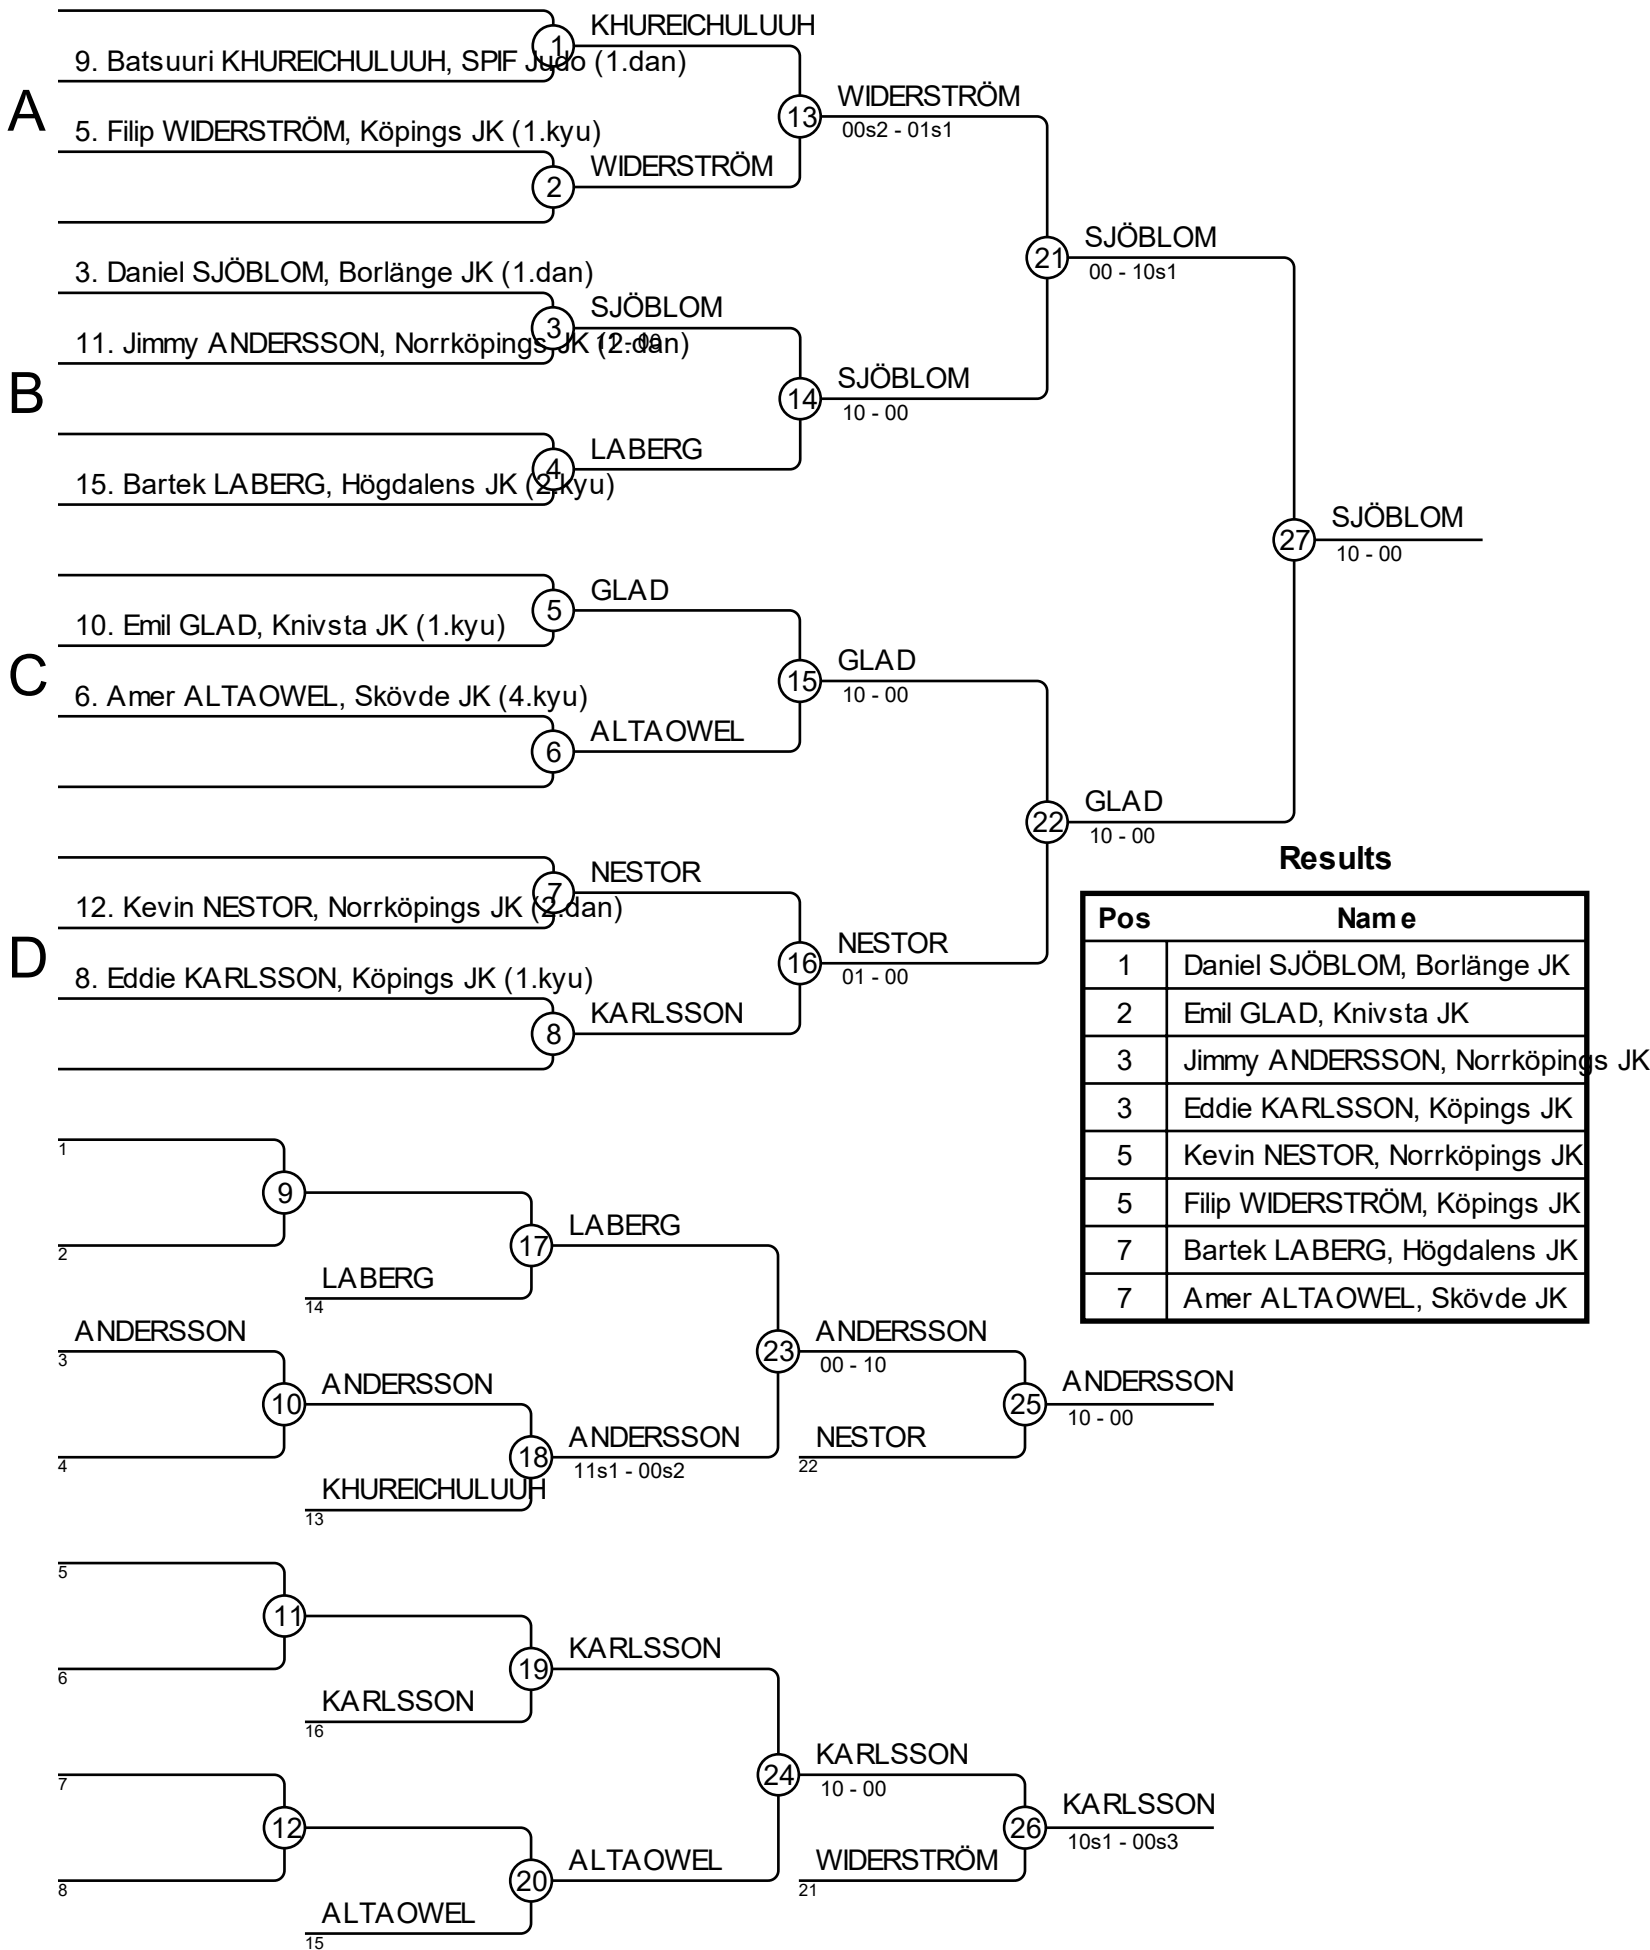 KHUREICHULUUH
1
9. Batsuuri KHUREICHULUUH, SPIF Judo (1.dan)
A
WIDERSTRÖM
13
00s2 - 01s1
5. Filip WIDERSTRÖM, Köpings JK (1.kyu)
WIDERSTRÖM
2
SJÖBLOM
21
00 - 10s1
3. Daniel SJÖBLOM, Borlänge JK (1.dan)
SJÖBLOM
3
11 - 00
11. Jimmy ANDERSSON, Norrköpings JK (2.dan)
B
SJÖBLOM
14
10 - 00
LABERG
4
15. Bartek LABERG, Högdalens JK (2.kyu)
SJÖBLOM
27
10 - 00
GLAD
5
10. Emil GLAD, Knivsta JK (1.kyu)
C
GLAD
15
10 - 00
6. Amer ALTAOWEL, Skövde JK (4.kyu)
ALTAOWEL
6
GLAD
22
10 - 00
NESTOR
7
12. Kevin NESTOR, Norrköpings JK (2.dan)
D
NESTOR
16
01 - 00
8. Eddie KARLSSON, Köpings JK (1.kyu)
KARLSSON
8
Results
Pos Name
1 Daniel SJÖBLOM, Borlänge JK
2 Emil GLAD, Knivsta JK
3 Jimmy ANDERSSON, Norrköpings JK
3 Eddie KARLSSON, Köpings JK
5 Kevin NESTOR, Norrköpings JK
5 Filip WIDERSTRÖM, Köpings JK
7 Bartek LABERG, Högdalens JK
7 Amer ALTAOWEL, Skövde JK
1
9
2
LABERG
17
LABERG
14
ANDERSSON
3
ANDERSSON
10
4
ANDERSSON
18
11s1 - 00s2
KHUREICHULUUH
13
ANDERSSON
23
00 - 10
ANDERSSON
25
10 - 00
NESTOR
22
5
11
6
KARLSSON
19
KARLSSON
16
7
12
8
ALTAOWEL
20
ALTAOWEL
15
KARLSSON
24
10 - 00
KARLSSON
26
10s1 - 00s3
WIDERSTRÖM
21